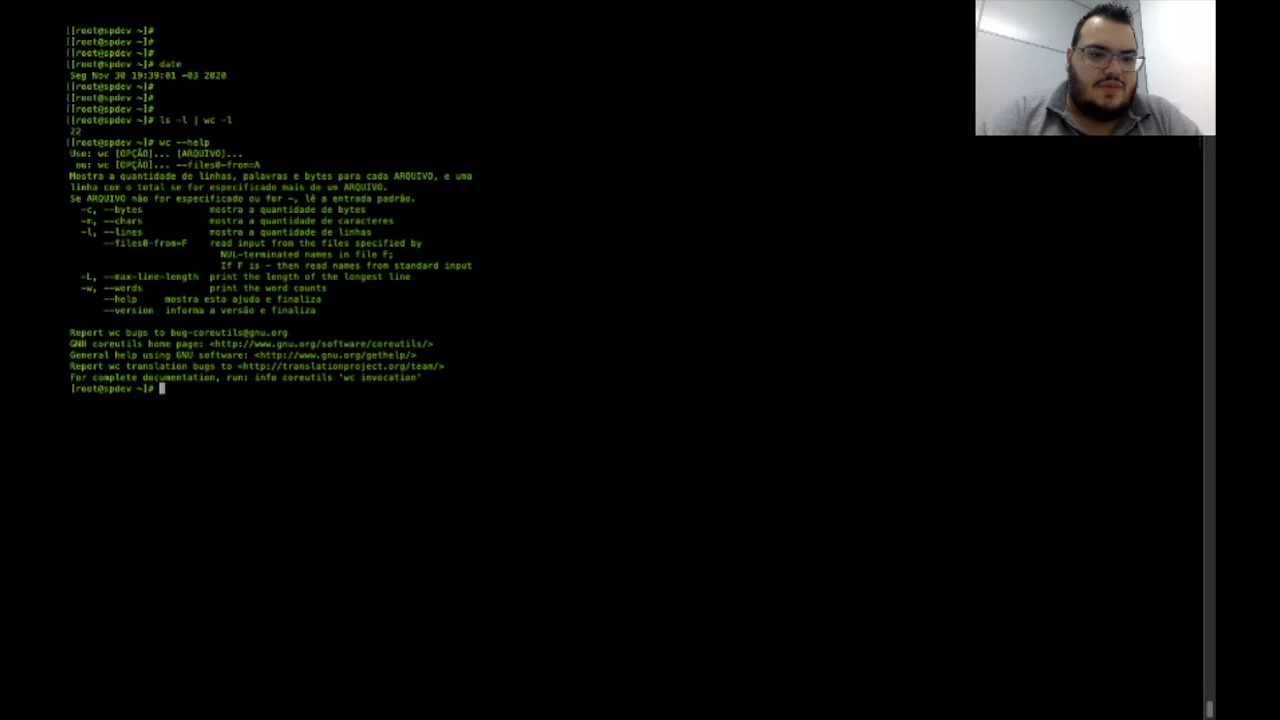 [[root@spdev ~]#
[[root@spdev ~]#
[[root@spdev ~]#
[[root@spdev ~]# date
Seg Nov 30 19:39:01 -03 2020
[[root@spdev ~]#
[[root@spdev ~]#
[[root@spdev ~]#
[[root@spdev ~]# ls -l | wc -l
22
[[root@spdev ~]# wc --help
Uso: wc [OPÇÃO]... [ARQUIVO]...
ou: wc [OPÇÃO]... --files0-from=A
Mostra a quantidade de linhas, palavras e bytes para cada ARQUIVO, e uma
linha com o total se for especificado mais de um ARQUIVO.
Se ARQUIVO não for especificado ou for -, lê a entrada padrão.
-c, --bytes mostra a quantidade de bytes
-m, --chars mostra a quantidade de caracteres
-l, --lines mostra a quantidade de linhas
--files0-from=F read input from the files specified by
NUL-terminated names in file F;
If F is - then read names from standard input
-L, --max-line-length print the length of the longest line
-w, --words print the word counts
--help mostra esta ajuda e finaliza
--version informa a versão e finaliza
Report wc bugs to bug-coreutils@gnu.org
GNU coreutils home page: <http://www.gnu.org/software/coreutils/>
General help using GNU software: <http://www.gnu.org/gethelp/>
Report wc translation bugs to <http://translationproject.org/team/>
For complete documentation, run: info coreutils 'wc invocation'
[root@spdev ~]#